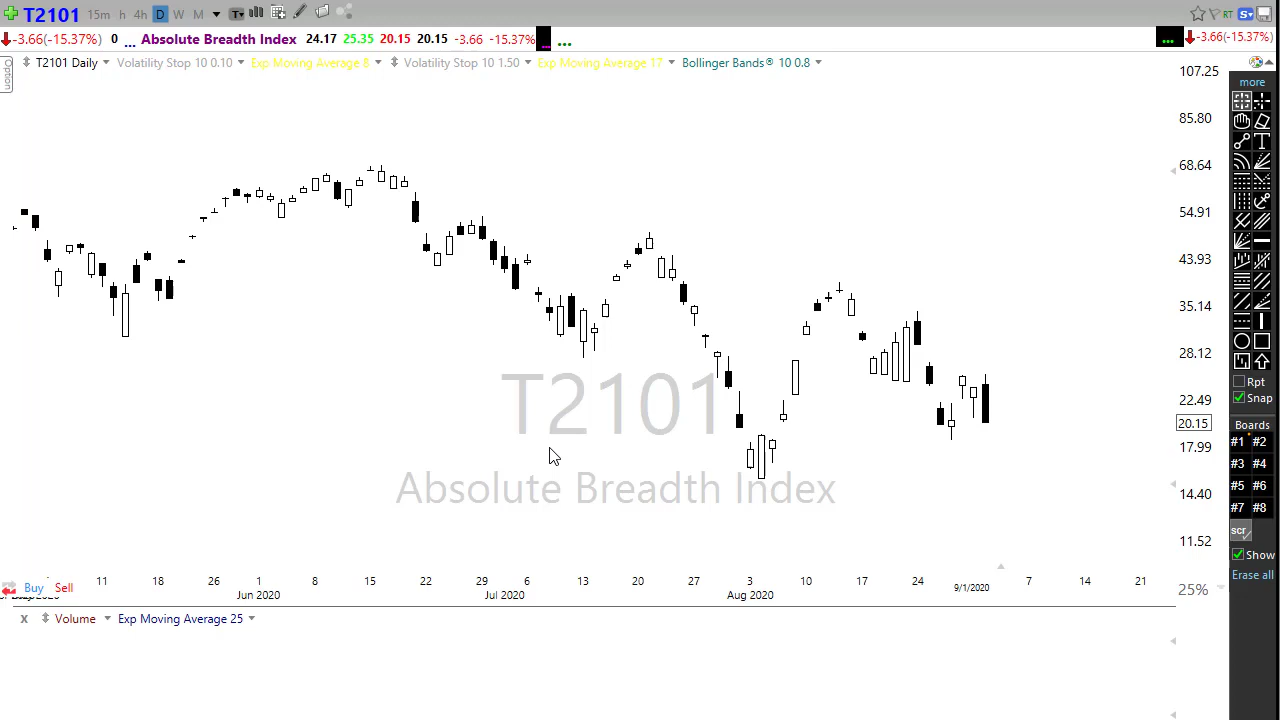 T2101 15m h 4h D W M T RT S
-3.66(-15.37%) 0 ... Absolute Breadth Index 24.17 25.35 20.15 20.15 -3.66 -15.37% ... ... ... -3.66(-15.37%)
Option
T2101 Daily Volatility Stop 10 0.10 Exp Moving Average 8 Volatility Stop 10 1.50 Exp Moving Average 17 Bollinger Bands® 10 0.8
107.25
more
85.80
68.64
54.91
43.93
35.14
28.12
Rpt
Snap
22.49
20.15
Boards
#1 #2
17.99
#3 #4
#5 #6
14.40
#7 #8
scr
11.52
Show
Erase all
T2101
Absolute Breadth Index
11 18 26 1 8 15 22 29 6 13 20 27 3 10 17 24 9/1/2020 7 14 21
Buy Sell
25%
Jun 2020 Jul 2020 Aug 2020
x Volume Exp Moving Average 25